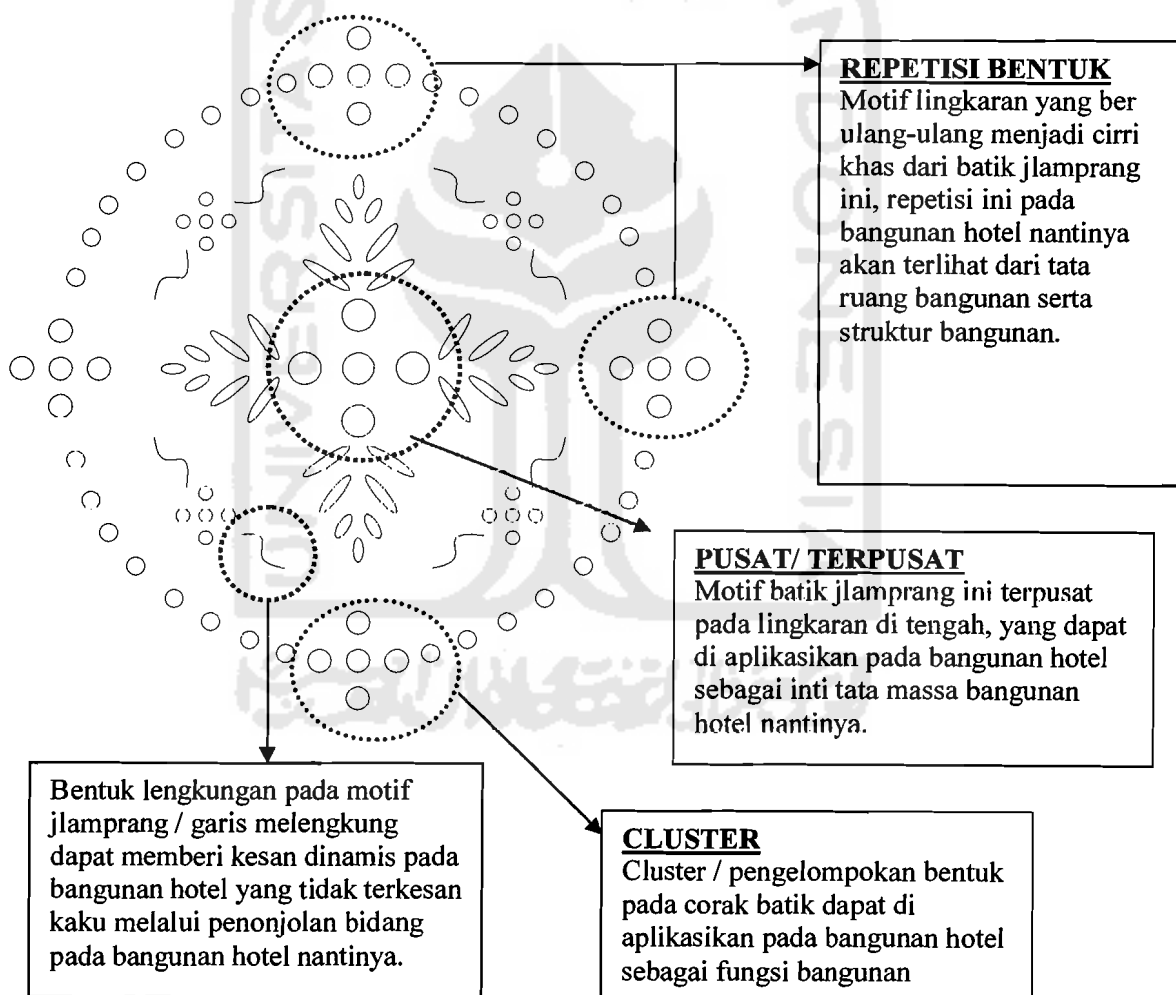 REPETISI BENTUK
Motif lingkaran yang ber
ulang-ulang menjadi cirri
khas dari batik jlamprang
ini, repetisi ini pada
bangunan hotel nantinya
akan terlihat dari tata
ruang bangunan serta
struktur bangunan.
PUSAT/ TERPUSAT
Motif batik jlamprang ini terpusat
pada lingkaran di tengah, yang dapat
di aplikasikan pada bangunan hotel
sebagai inti tata massa bangunan
hotel nantinya.
Bentuk lengkungan pada motif
jlamprang / garis melengkung
dapat memberi kesan dinamis pada
bangunan hotel yang tidak terkesan
kaku melalui penonjolan bidang
pada bangunan hotel nantinya.
CLUSTER
Cluster / pengelompokan bentuk
pada corak batik dapat di
aplikasikan pada bangunan hotel
sebagai fungsi bangunan
UNIVERSITAS
INDONESIA